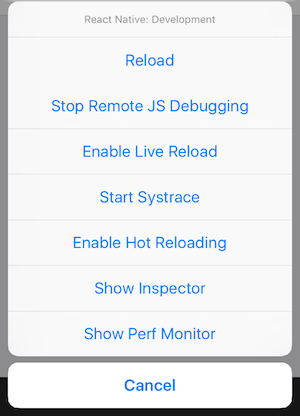 React Native: Development
Reload
Stop Remote JS Debugging
Enable Live Reload
Start Systrace
Enable Hot Reloading
Show Inspector
Show Perf Monitor
Cancel